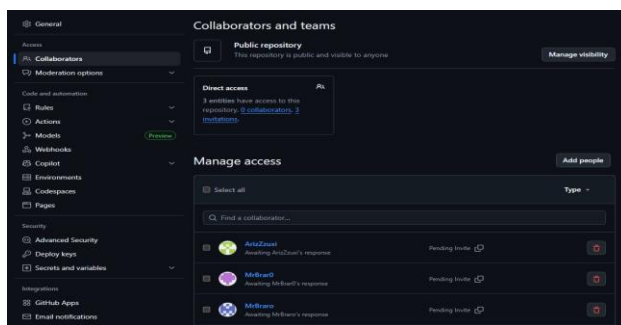 General
Access
Collaborators
Moderation options
Code and automation
Rules
Actions
Models Preview
Webhooks
Copilot
Environments
Codespaces
Pages
Security
Advanced Security
Deploy keys
Secrets and variables
Integrations
GitHub Apps
Email notifications
Collaborators and teams
Public repository
This repository is public and visible to anyone
Manage visibility
Direct access
3 entities have access to this
repository. 0 collaborators. 3
invitations.
Manage access
Add people
Select all
Type
Find a collaborator...
ArizZsuxi
Awaiting ArizZsuxi's response
Pending Invite
MrBrar0
Awaiting MrBrar0's response
Pending Invite
MrBraro
Awaiting MrBraro's response
Pending Invite